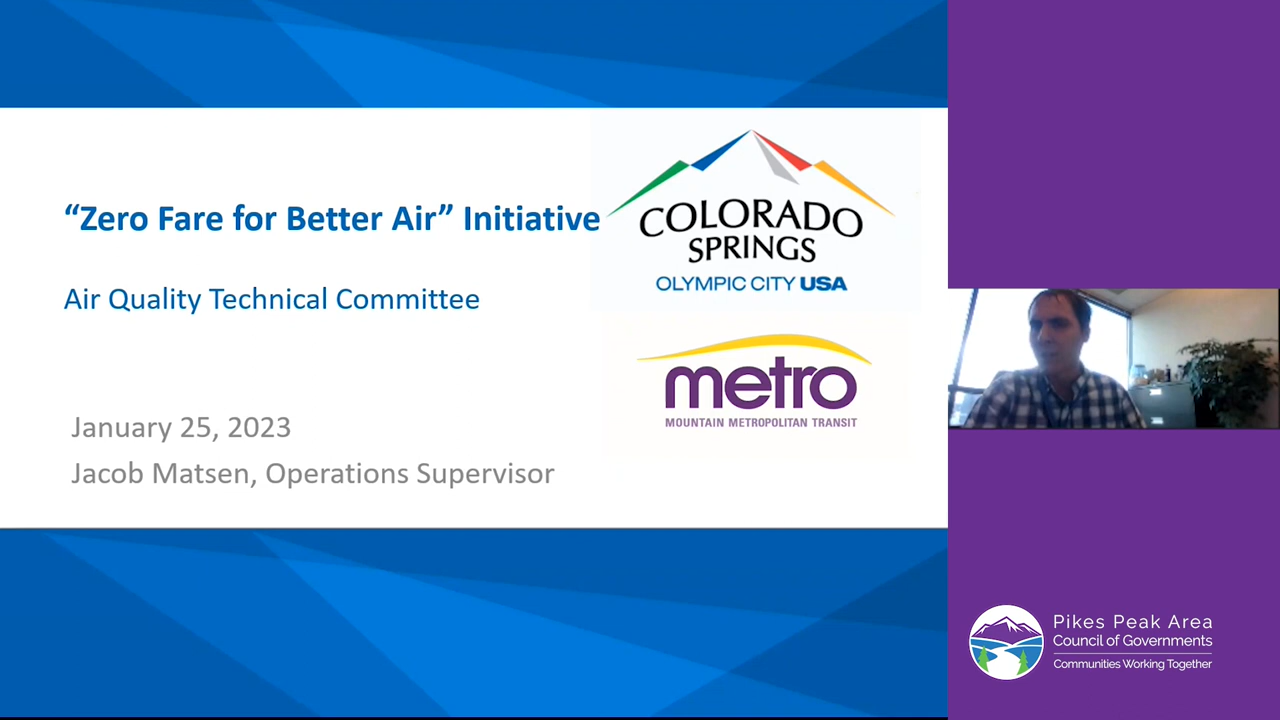 “Zero Fare for Better Air” Initiative
Air Quality Technical Committee
January 25, 2023
Jacob Matsen, Operations Supervisor
COLORADO
SPRINGS
OLYMPIC CITY USA
metro
MOUNTAIN METROPOLITAN TRANSIT
Pikes Peak Area
Council of Governments
Communities Working Together